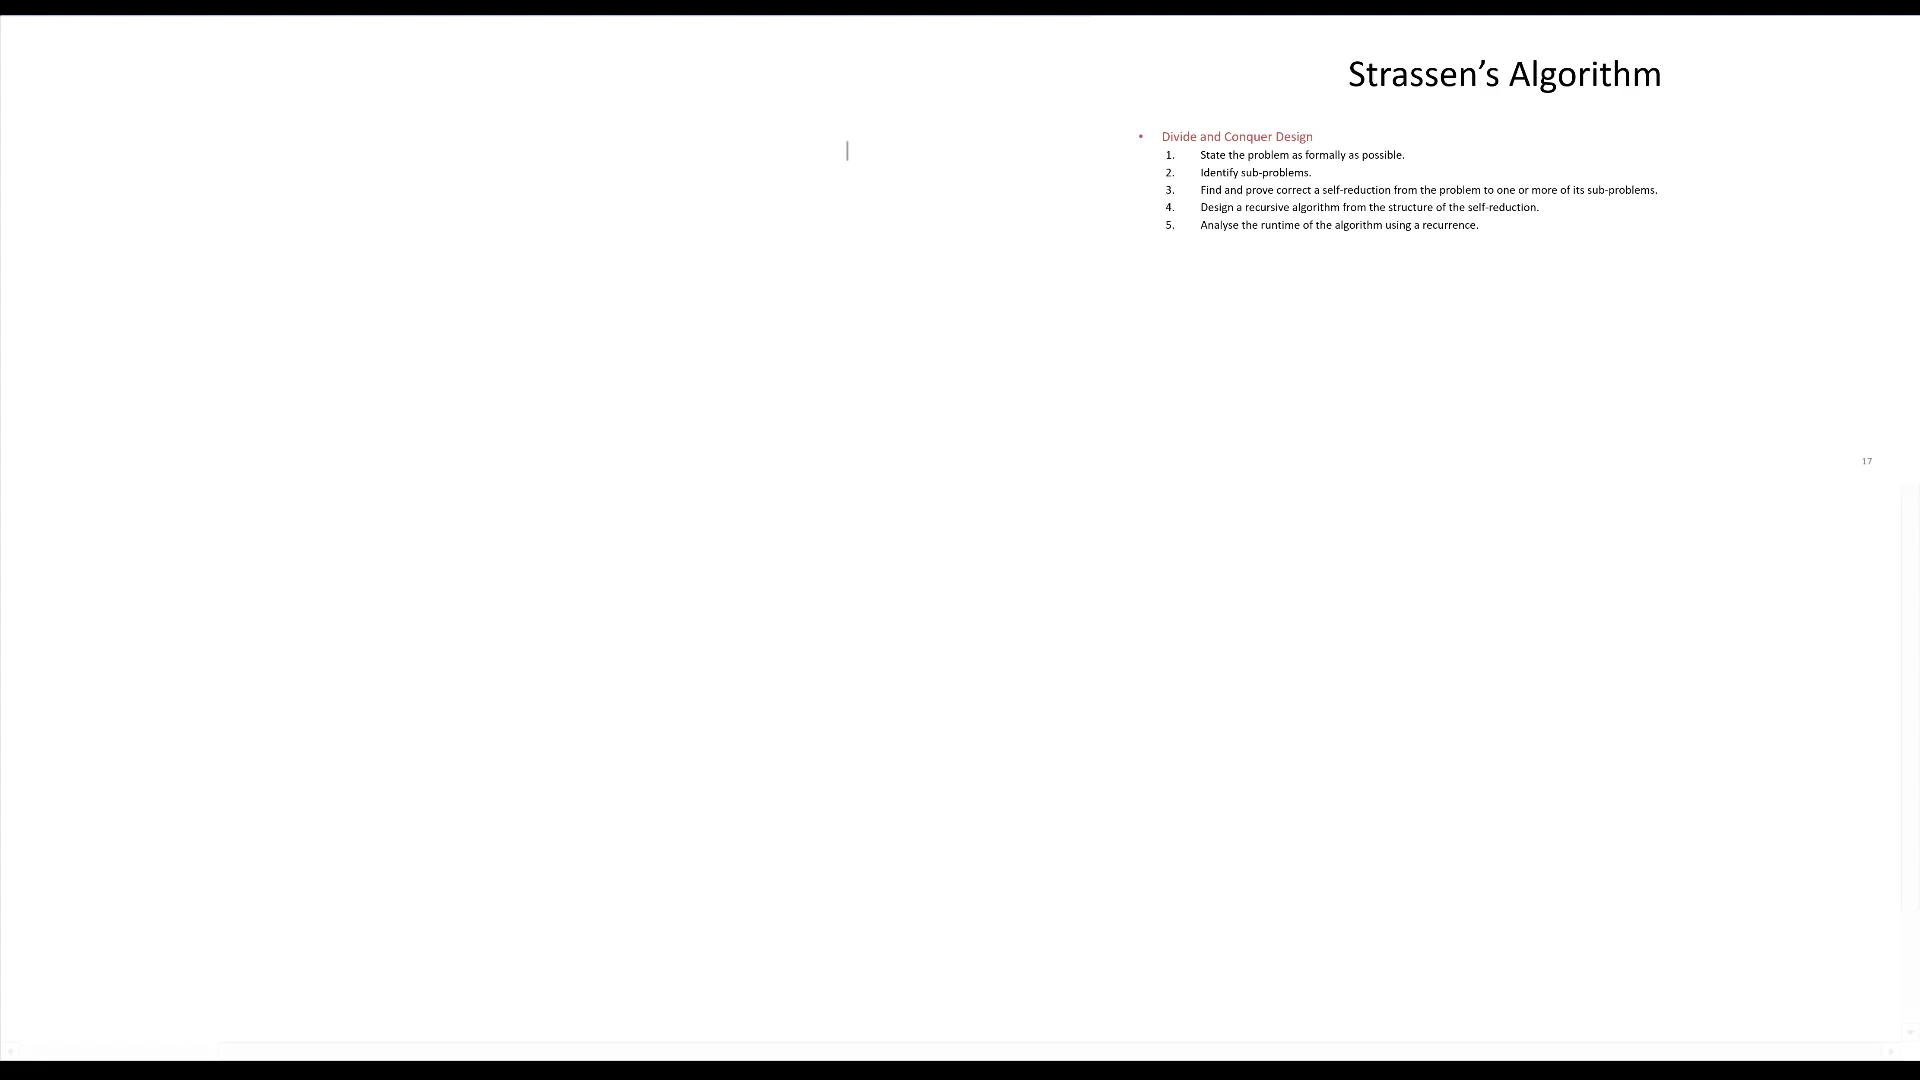 Strassen’s Algorithm
• Divide and Conquer Design
1. State the problem as formally as possible.
2. Identify sub-problems.
3. Find and prove correct a self-reduction from the problem to one or more of its sub-problems.
4. Design a recursive algorithm from the structure of the self-reduction.
5. Analyse the runtime of the algorithm using a recurrence.
17